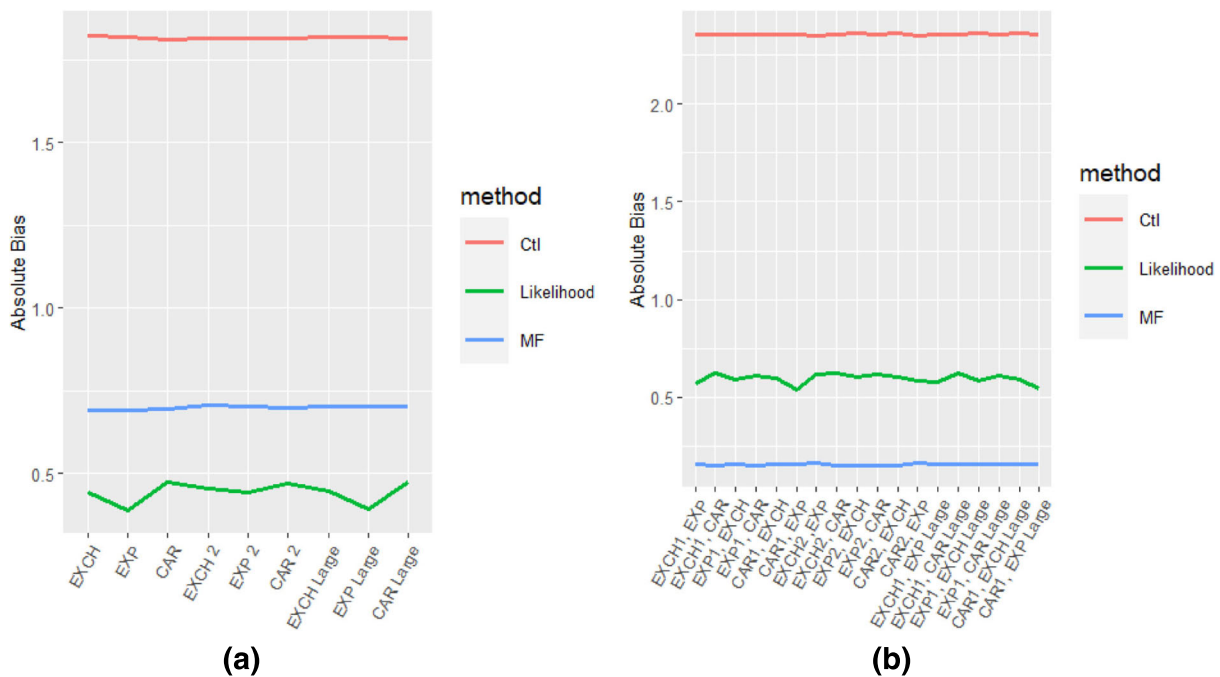 Absolute Bias
1.5
1.0
0.5
EXCH
EXP
CAR
EXCH 2
EXP 2
CAR 2
EXCH Large
EXP Large
CAR Large
method
Ctl
Likelihood
MF
(a)
Absolute Bias
2.0
1.5
1.0
0.5
EXCH1, EXP
EXCH1, CAR
EXP1, EXCH
EXP1, CAR
CAR1, EXCH
CAR1, EXP
EXCH2, EXP
EXCH2, CAR
EXP2, EXCH
EXP2, CAR
CAR2, EXCH
CAR2, EXP
EXCH1, EXP Large
EXCH1, CAR Large
EXP1, EXCH Large
EXP1, CAR Large
CAR1, EXCH Large
CAR1, EXP Large
method
Ctl
Likelihood
MF
(b)